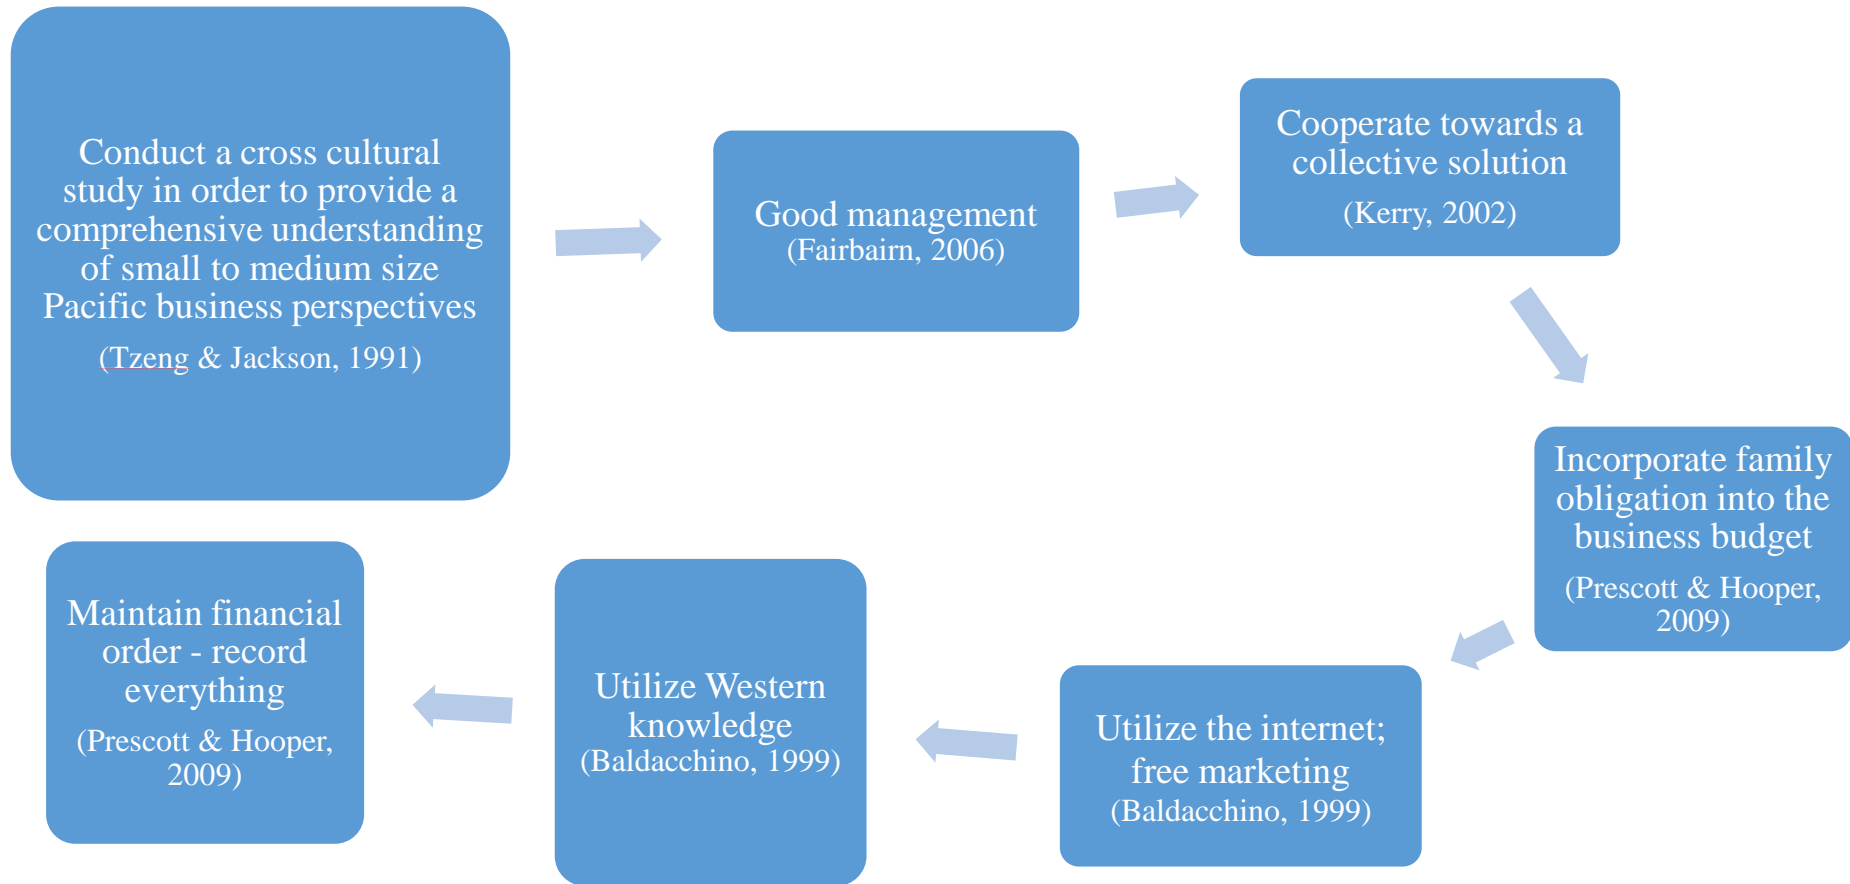 Conduct a cross cultural
study in order to provide a
comprehensive understanding
of small to medium size
Pacific business perspectives
(Tzeng & Jackson, 1991)
Good management
(Fairbairn, 2006)
Cooperate towards a
collective solution
(Kerry, 2002)
Incorporate family
obligation into the
business budget
(Prescott & Hooper,
2009)
Utilize the internet;
free marketing
(Baldacchino, 1999)
Utilize Western
knowledge
(Baldacchino, 1999)
Maintain financial
order - record
everything
(Prescott & Hooper,
2009)